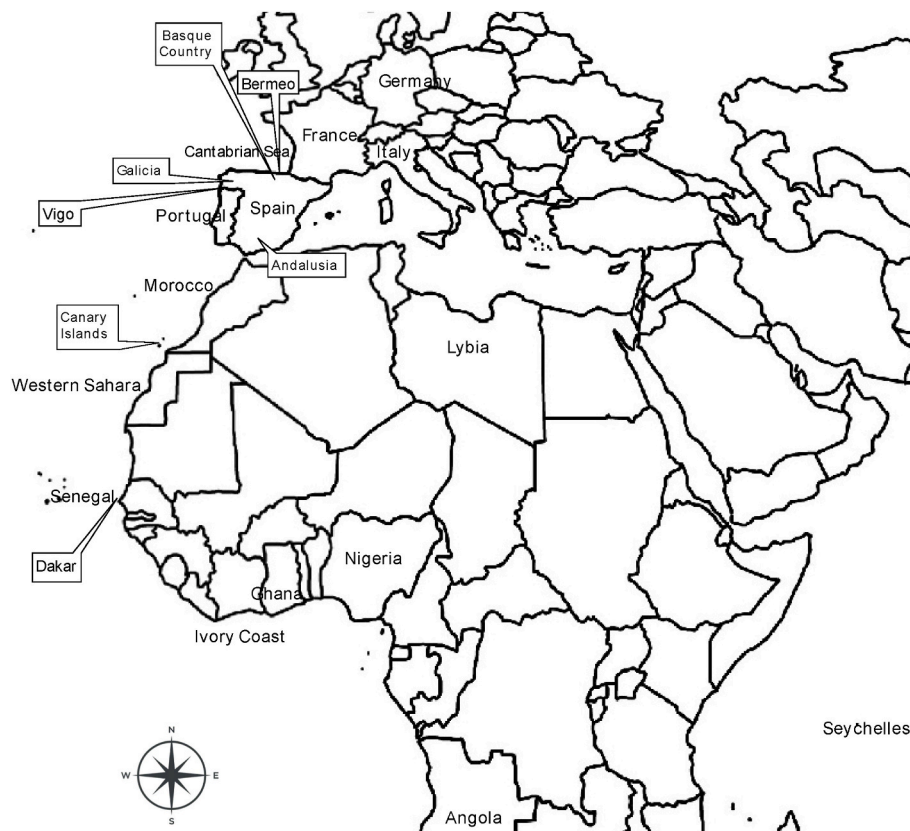 Basque
Country
Germany
Bermeo
France
Cantabrian Sea
Italy
Galicia
Vigo
Portugal
Spain
Andalusia
Morocco
Canary
Islands
Lybia
Western Sahara
Senegal
Dakar
Nigeria
Ghana
Ivory Coast
Seychelles
N
W
E
S
Angola